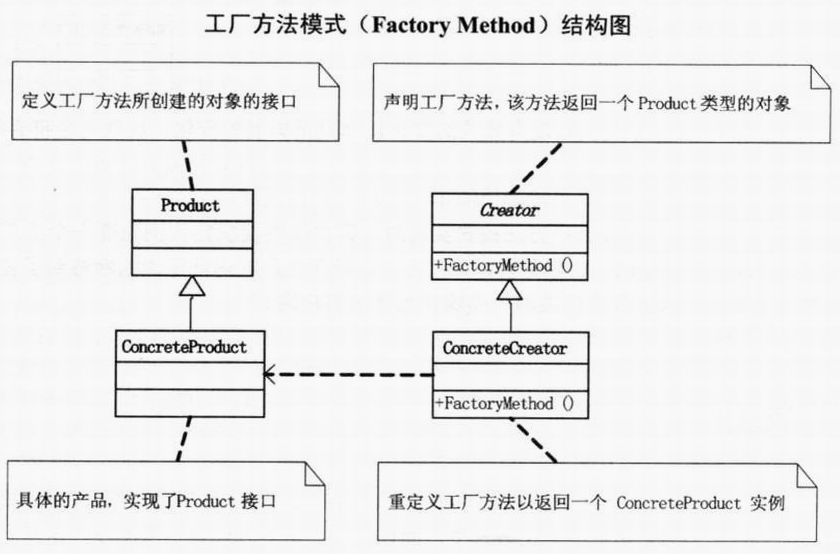 工厂方法模式（Factory Method）结构图
定义工厂方法所创建的对象的接口
声明工厂方法，该方法返回一个 Product 类型的对象
Product
Creator
+FactoryMethod ()
ConcreteProduct
ConcreteCreator
+FactoryMethod ()
具体的产品，实现了Product 接口
重定义工厂方法以返回一个 ConcreteProduct 实例